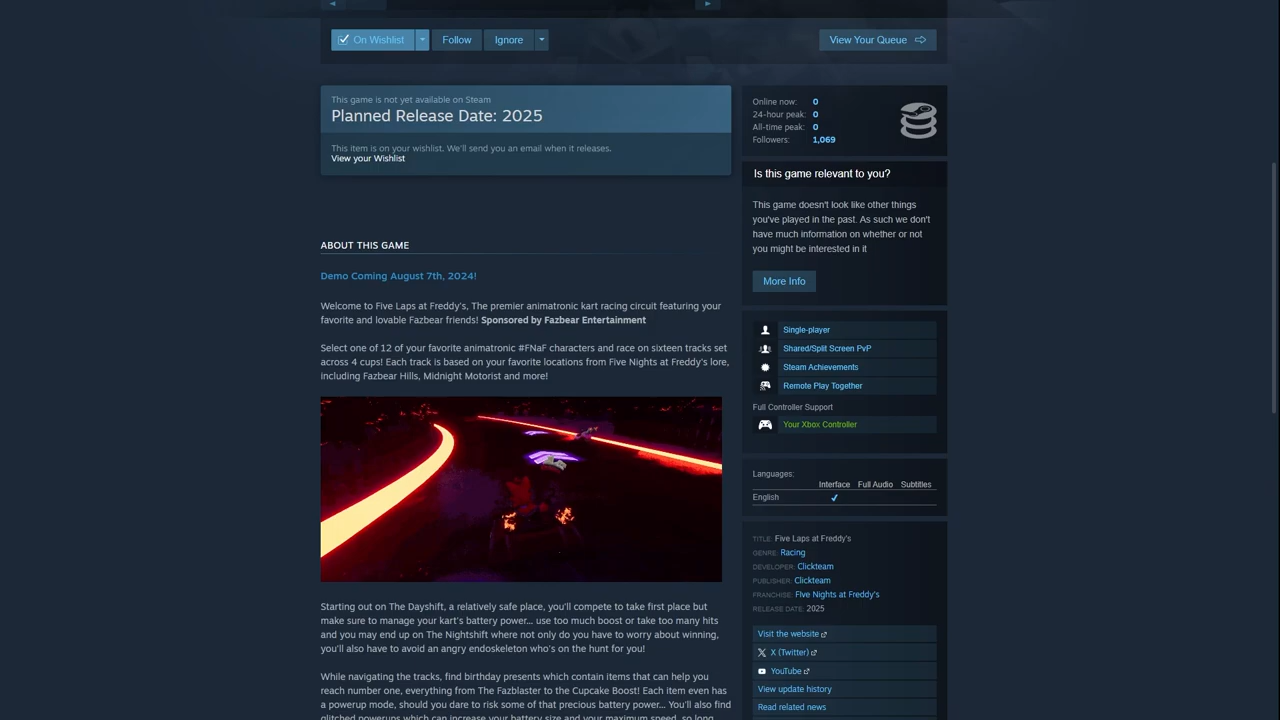 On Wishlist
Follow
Ignore
View Your Queue
This game is not yet available on Steam
Planned Release Date: 2025
This item is on your wishlist. We'll send you an email when it releases.
View your Wishlist
ABOUT THIS GAME
Demo Coming August 7th, 2024!
Welcome to Five Laps at Freddy's, The premier animatronic kart racing circuit featuring your
favorite and lovable Fazbear friends! Sponsored by Fazbear Entertainment
Select one of 12 of your favorite animatronic #FNaF characters and race on sixteen tracks set
across 4 cups! Each track is based on your favorite locations from Five Nights at Freddy's lore,
including Fazbear Hills, Midnight Motorist and more!
Starting out on The Dayshift, a relatively safe place, you'll compete to take first place but
make sure to manage your kart's battery power... use too much boost or take too many hits
and you may end up on The Nightshift where not only do you have to worry about winning,
you'll also have to avoid an angry endoskeleton who's on the hunt for you!
While navigating the tracks, find birthday presents which contain items that can help you
reach number one, everything from The Fazblaster to the Cupcake Boost! Each item even has
a powerup mode, should you dare to risk some of that precious battery power... You'll also find
glitched powerups which can increase your battery size and your maximum speed, so long
Online now: 0
24-hour peak: 0
All-time peak: 0
Followers: 1,069
Is this game relevant to you?
This game doesn't look like other things
you've played in the past. As such we don't
have much information on whether or not
you might be interested in it
More Info
Single-player
Shared/Split Screen PvP
Steam Achievements
Remote Play Together
Full Controller Support
Your Xbox Controller
Languages:
Interface Full Audio Subtitles
English
TITLE: Five Laps at Freddy's
GENRE: Racing
DEVELOPER: Clickteam
PUBLISHER: Clickteam
FRANCHISE: FIve Nights at Freddy's
RELEASE DATE: 2025
Visit the website
X (Twitter)
YouTube
View update history
Read related news